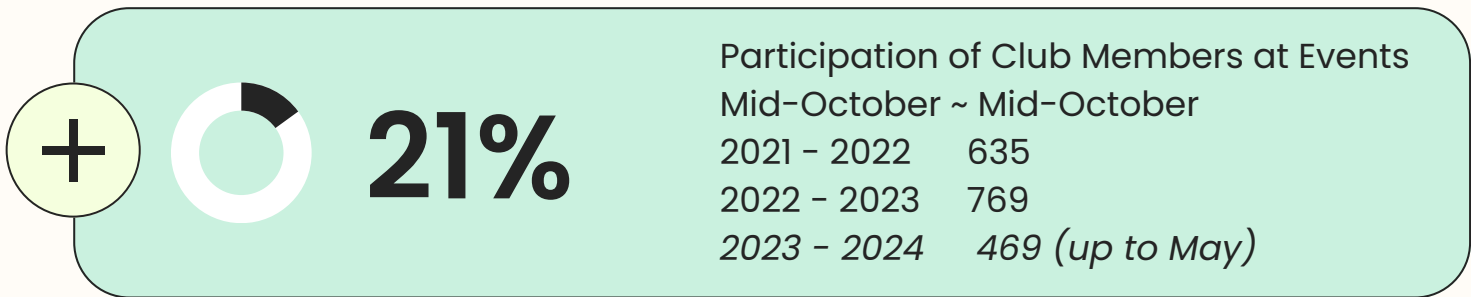 21%
Participation of Club Members at Events
Mid-October ~ Mid-October
2021 - 2022 635
2022 - 2023 769
2023 - 2024 469 (up to May)